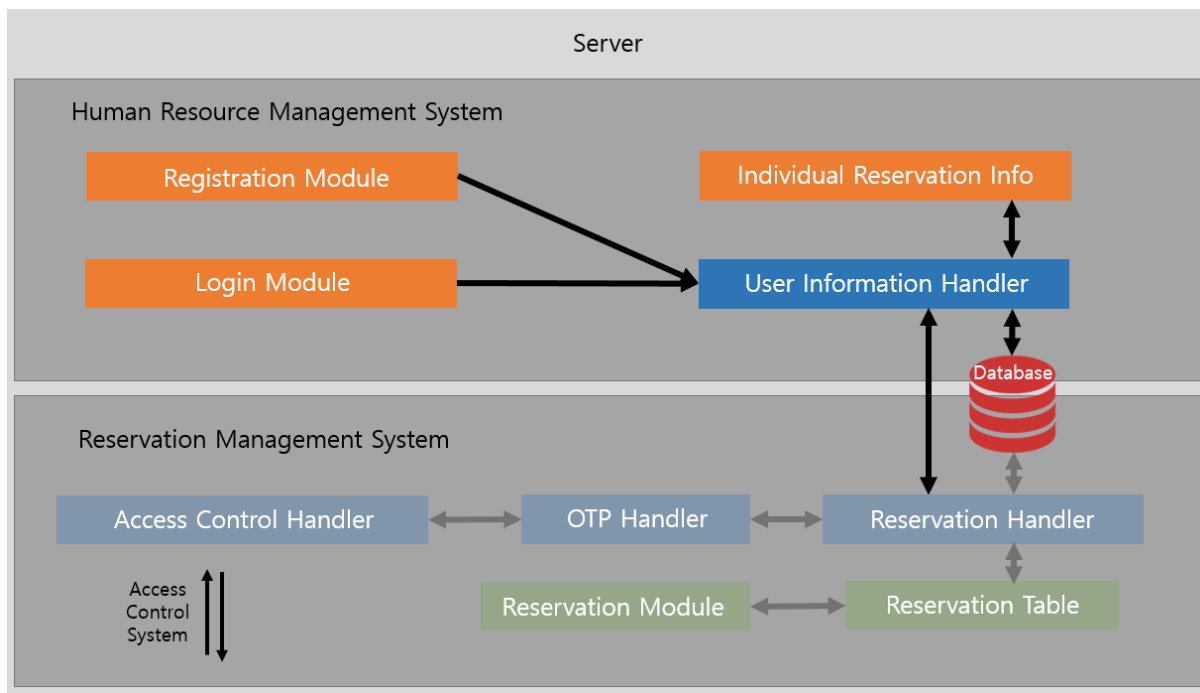 Server
Human Resource Management System
Registration Module
Individual Reservation Info
Login Module
User Information Handler
Database
Reservation Management System
Access Control Handler
OTP Handler
Reservation Handler
Access
Control
System
Reservation Module
Reservation Table